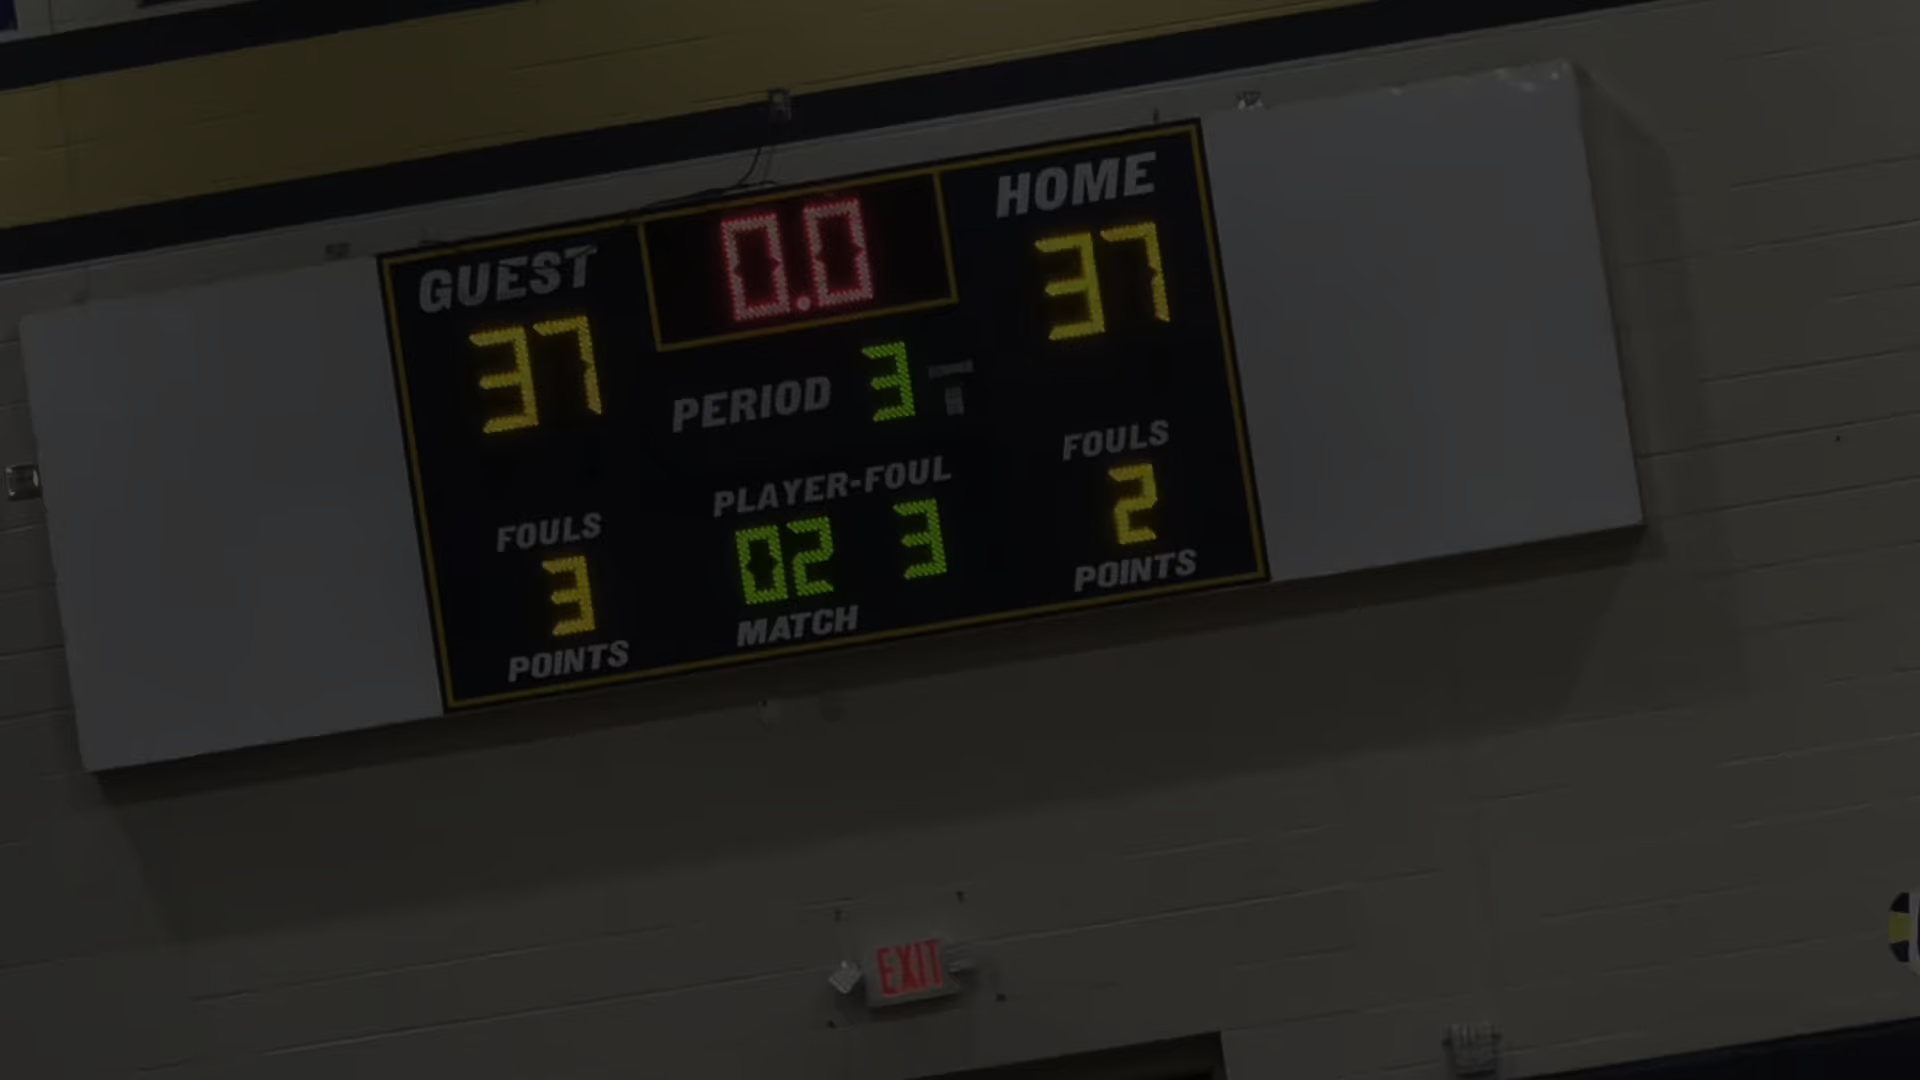 HOME
GUEST
0.0
37
37
PERIOD 3
PLAYER-FOUL
FOULS
FOULS
02 3
2
3
MATCH
POINTS
POINTS
EXIT